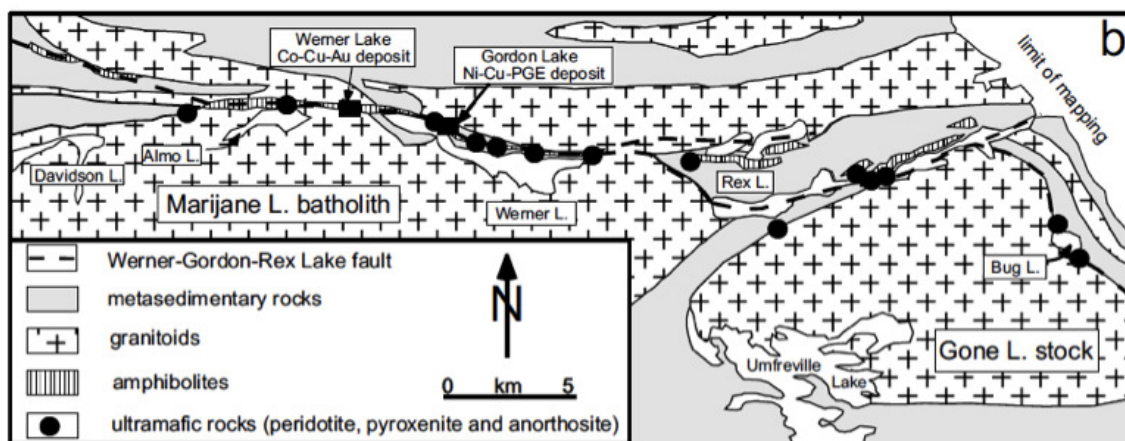 b
Werner Lake
Co-Cu-Au deposit
Gordon Lake
Ni-Cu-PGE deposit
limit of mapping
Almo L.
Davidson L.
Rex L.
Marijane L. batholith
Werner L.
Bug L.
Werner-Gordon-Rex Lake fault
metasedimentary rocks
granitoids
amphibolites
ultramafic rocks (peridotite, pyroxenite and anorthosite)
N
0 km 5
Umfreville
Lake
Gone L. stock